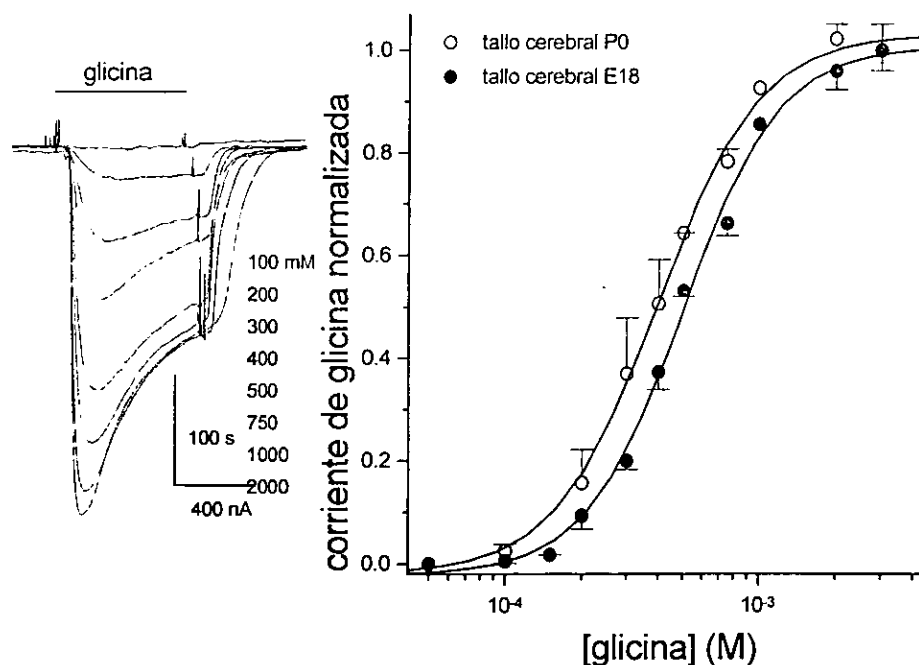 glicina
100 mM
200
300
400
500
750
1000
2000
100 s
400 nA
corriente de glicina normalizada
1.0
0.8
0.6
0.4
0.2
0.0
tallo cerebral P0
tallo cerebral E18
10⁻⁴
10⁻³
[glicina] (M)